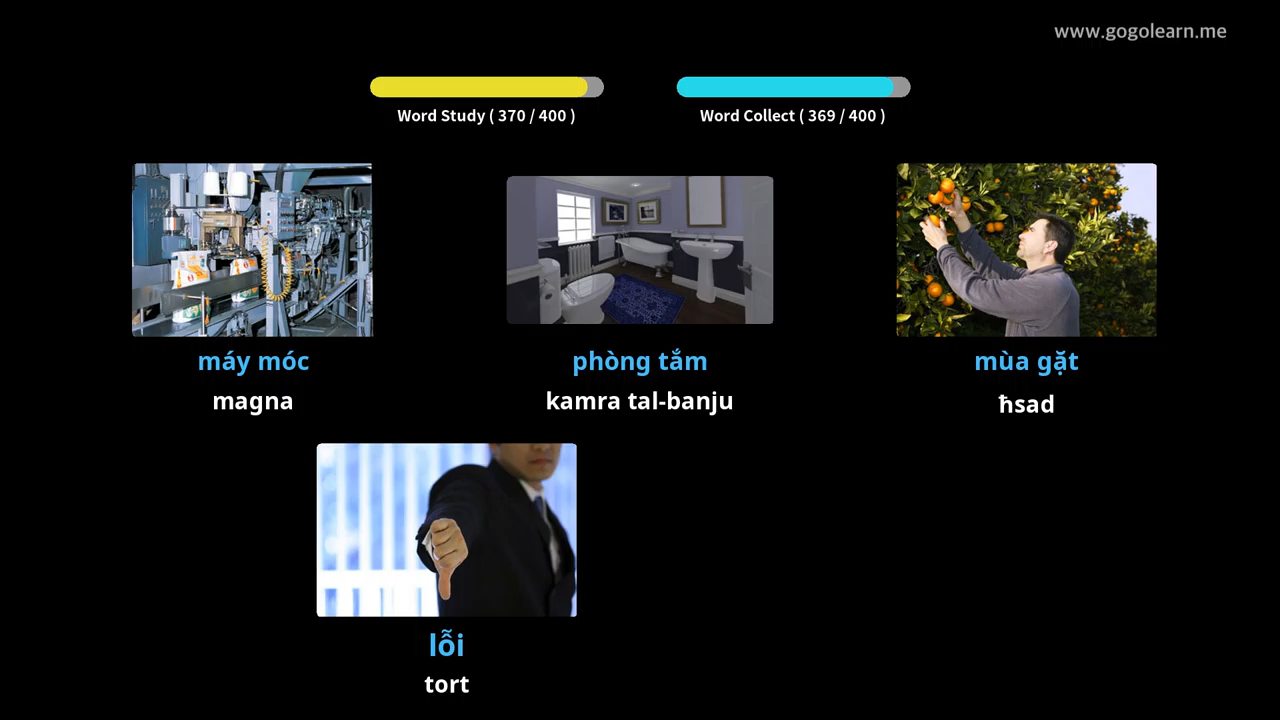 www.gogolearn.me
Word Study ( 370 / 400 )
Word Collect ( 369 / 400 )
máy móc
magna
phòng tắm
kamra tal-banju
mùa gặt
ħsad
lỗi
tort